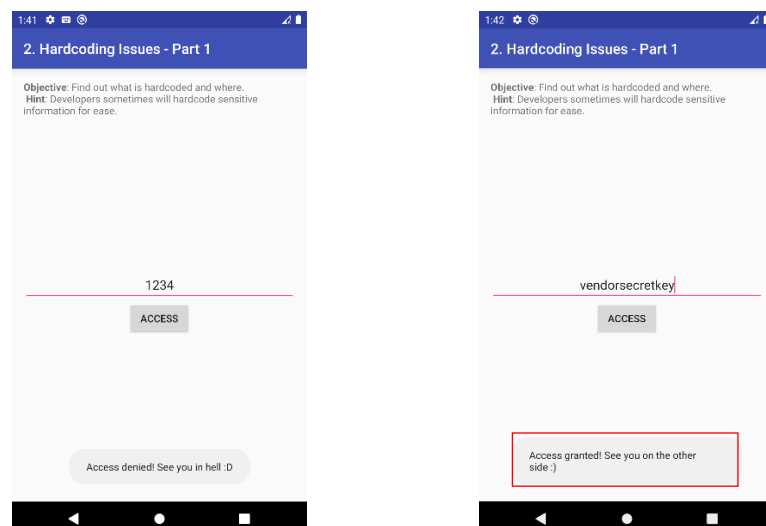 1:41
2. Hardcoding Issues - Part 1
Objective: Find out what is hardcoded and where.
Hint: Developers sometimes will hardcode sensitive
information for ease.
1234
ACCESS
Access denied! See you in hell :D
1:42
2. Hardcoding Issues - Part 1
Objective: Find out what is hardcoded and where.
Hint: Developers sometimes will hardcode sensitive
information for ease.
vendorsecretkey
ACCESS
Access granted! See you on the other
side :)